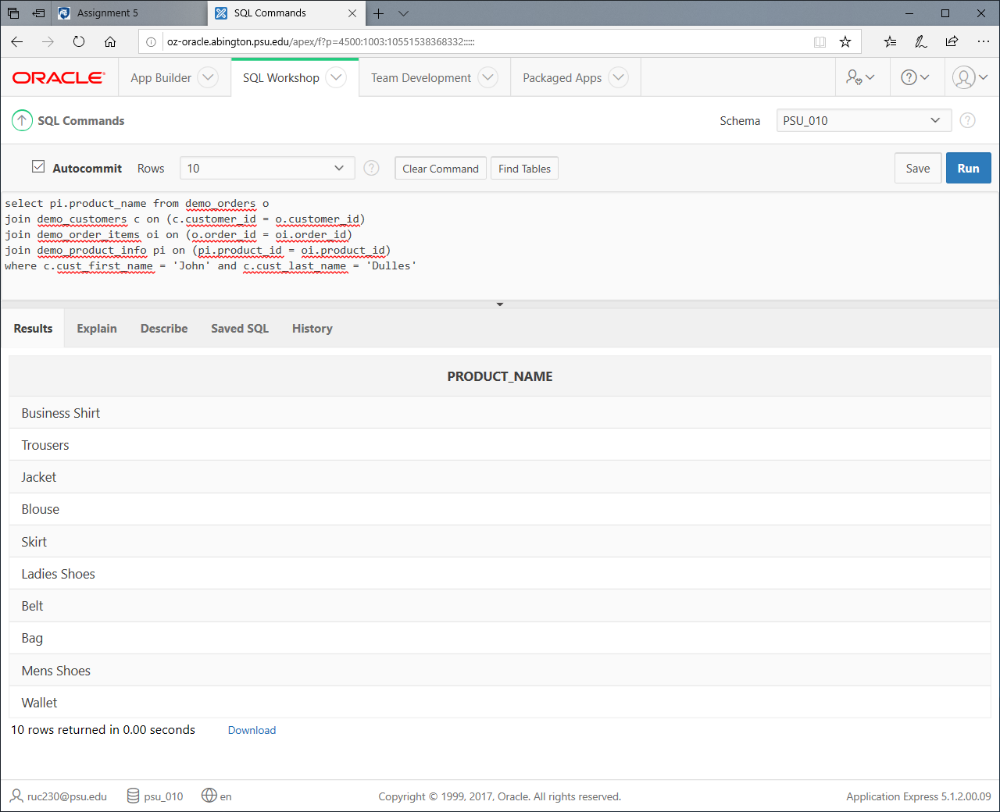 Assignment 5
SQL Commands
oz-oracle.abington.psu.edu/apex/f?p=4500:1003:10551538368332:::::
ORACLE
App Builder
SQL Workshop
Team Development
Packaged Apps
SQL Commands
Schema
PSU_010
Autocommit
Rows
10
Clear Command
Find Tables
Save
Run
select pi.product_name from demo_orders o
join demo_customers c on (c.customer_id = o.customer_id)
join demo_order_items oi on (o.order_id = oi.order_id)
join demo_product_info pi on (pi.product_id = oi.product_id)
where c.cust_first_name = 'John' and c.cust_last_name = 'Dulles'
Results
Explain
Describe
Saved SQL
History
PRODUCT_NAME
Business Shirt
Trousers
Jacket
Blouse
Skirt
Ladies Shoes
Belt
Bag
Mens Shoes
Wallet
10 rows returned in 0.00 seconds
Download
ruc230@psu.edu
psu_010
en
Copyright © 1999, 2017, Oracle. All rights reserved.
Application Express 5.1.2.00.09